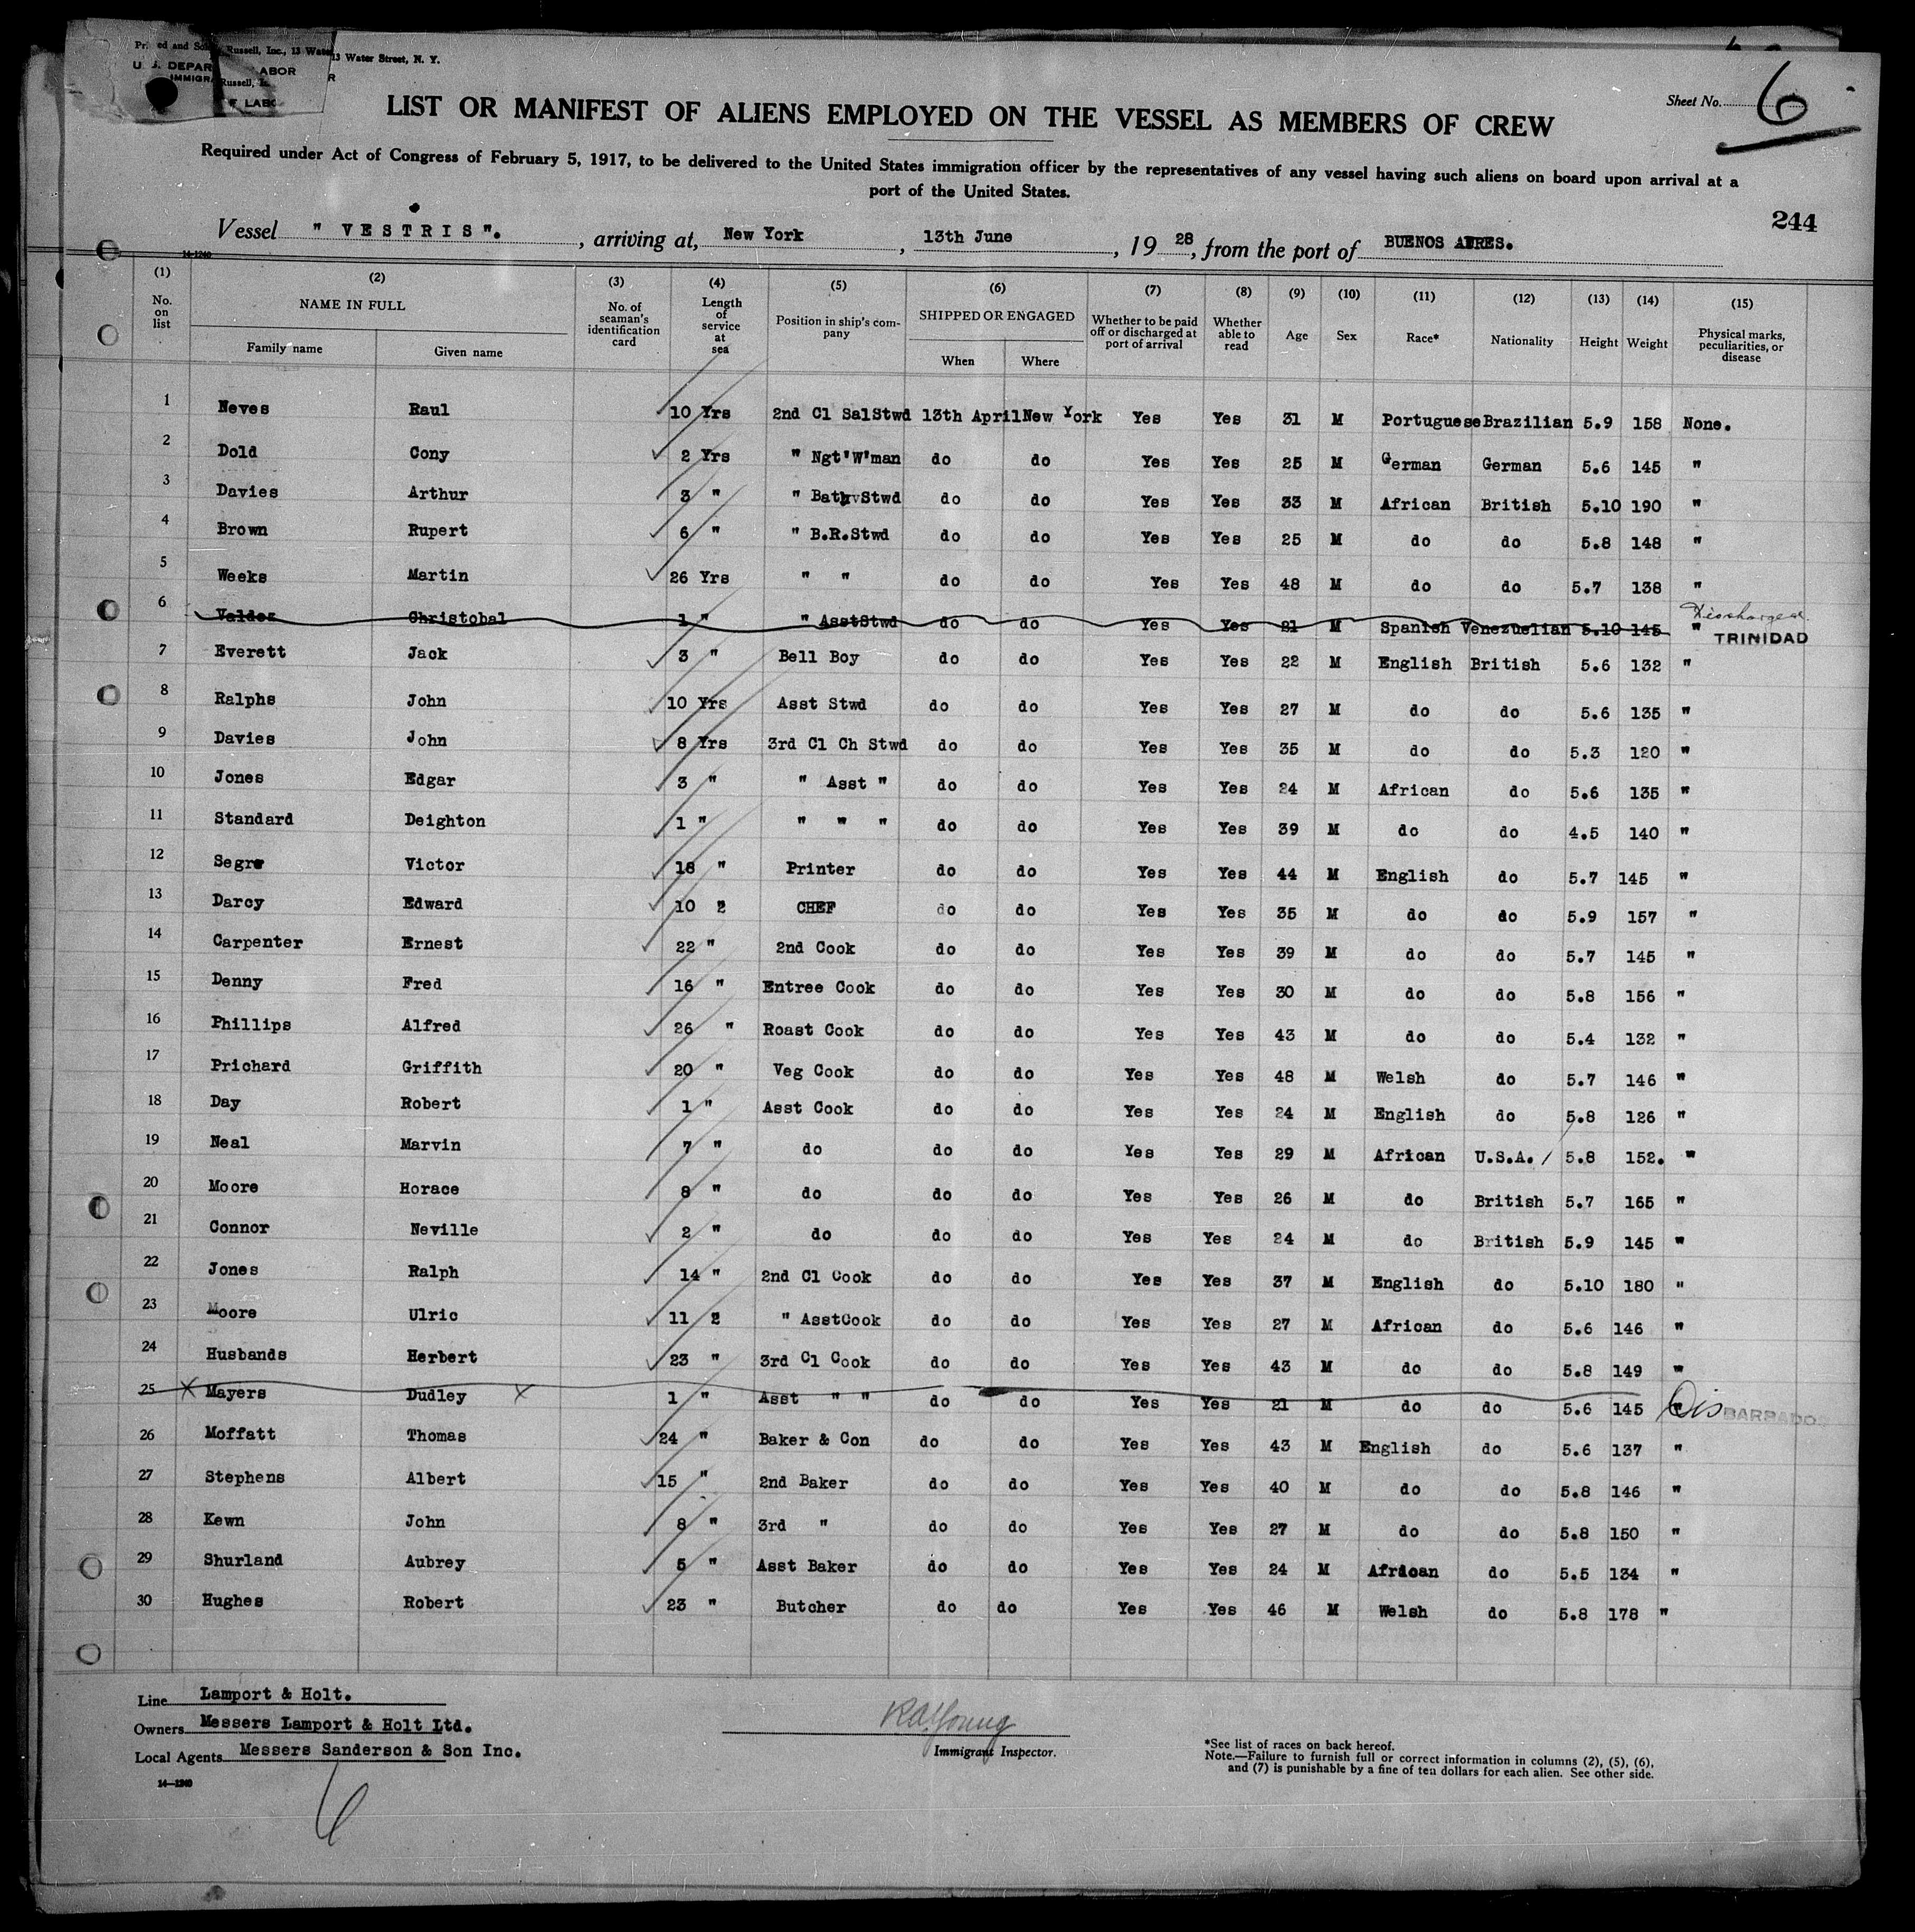 13 Water Street, N. Y.
LIST OR MANIFEST OF ALIENS EMPLOYED ON THE VESSEL AS MEMBERS OF CREW
Sheet No. 6
Required under Act of Congress of February 5, 1917, to be delivered to the United States immigration officer by the representatives of any vessel having such aliens on board upon arrival at a
port of the United States.
244
Vessel " VESTRIS". , arriving at, New York , 13th June , 19 28 , from the port of BUENOS AIRES.
14-1240
(1) (2) (3) (4) (5) (6) (7) (8) (9) (10) (11) (12) (13) (14) (15)
No. on list NAME IN FULL Family name Given name No. of seaman's identification card Length of service at sea Position in ship's company SHIPPED OR ENGAGED When Where Whether to be paid off or discharged at port of arrival Whether able to read Age Sex Race* Nationality Height Weight Physical marks, peculiarities, or disease
1 Neves Raul 10 Yrs 2nd Cl SalStwd 13th April New York Yes Yes 31 M Portuguese Brazilian 5.9 158 None.
2 Dold Cony 2 Yrs " Ngt'W'man do do Yes Yes 25 M German German 5.6 145 "
3 Davies Arthur 3 " " Bath Stwd do do Yes Yes 33 M African British 5.10 190 "
4 Brown Rupert 6 " " B.R.Stwd do do Yes Yes 25 M do do 5.8 148 "
5 Weeks Martin 26 Yrs " " do do Yes Yes 48 M do do 5.7 138 "
6 Valdez Christobal 1 " " AsstStwd do do Yes Yes 21 M Spanish Venezuelian 5.10 145 " Discharged TRINIDAD
7 Everett Jack 3 " Bell Boy do do Yes Yes 22 M English British 5.6 132 "
8 Ralphs John 10 Yrs Asst Stwd do do Yes Yes 27 M do do 5.6 135 "
9 Davies John 8 Yrs 3rd Cl Ch Stwd do do Yes Yes 35 M do do 5.3 120 "
10 Jones Edgar 3 " " Asst " do do Yes Yes 24 M African do 5.6 135 "
11 Standard Deighton 1 " " " " do do Yes Yes 39 M do do 4.5 140 "
12 Segre Victor 18 " Printer do do Yes Yes 44 M English do 5.7 145 "
13 Darcy Edward 10 2 CHEF do do Yes Yes 35 M do do 5.9 157 "
14 Carpenter Ernest 22 " 2nd Cook do do Yes Yes 39 M do do 5.7 145 "
15 Denny Fred 16 " Entree Cook do do Yes Yes 30 M do do 5.8 156 "
16 Phillips Alfred 26 " Roast Cook do do Yes Yes 43 M do do 5.4 132 "
17 Prichard Griffith 20 " Veg Cook do do Yes Yes 48 M Welsh do 5.7 146 "
18 Day Robert 1 " Asst Cook do do Yes Yes 24 M English do 5.8 126 "
19 Neal Marvin 7 " do do do Yes Yes 29 M African U.S.A. / 5.8 152. "
20 Moore Horace 8 " do do do Yes Yes 26 M do British 5.7 165 "
21 Connor Neville 2 " do do do Yes Yes 24 M do British 5.9 145 "
22 Jones Ralph 14 " 2nd Cl Cook do do Yes Yes 37 M English do 5.10 180 "
23 Moore Ulric 11 2 " AsstCook do do Yes Yes 27 M African do 5.6 146 "
24 Husbands Herbert 23 " 3rd Cl Cook do do Yes Yes 43 M do do 5.8 149 "
25 X Mayers Dudley X 1 " Asst " " do do Yes Yes 21 M do do 5.6 145 " Dis BARBADOS
26 Moffatt Thomas 24 " Baker & Con do do Yes Yes 43 M English do 5.6 137 "
27 Stephens Albert 15 " 2nd Baker do do Yes Yes 40 M do do 5.8 146 "
28 Kewn John 8 " 3rd " do do Yes Yes 27 M do do 5.8 150 "
29 Shurland Aubrey 5 " Asst Baker do do Yes Yes 24 M African do 5.5 134 "
30 Hughes Robert 23 " Butcher do do Yes Yes 46 M Welsh do 5.8 178 "
Line Lamport & Holt.
Owners Messers Lamport & Holt Ltd.
Local Agents Messers Sanderson & Son Inc.
14—1240
Immigrant Inspector.
*See list of races on back hereof.
Note.—Failure to furnish full or correct information in columns (2), (5), (6),
and (7) is punishable by a fine of ten dollars for each alien. See other side.
6